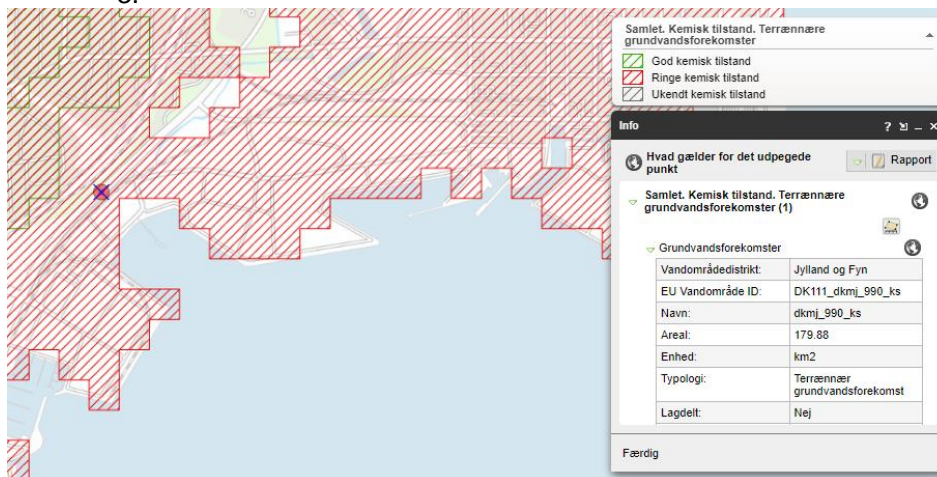 Samlet. Kemisk tilstand. Terrænnære
grundvandsforekomster
God kemisk tilstand
Ringe kemisk tilstand
Ukendt kemisk tilstand
Info
Hvad gælder for det udpegede
punkt
Rapport
Samlet. Kemisk tilstand. Terrænnære
grundvandsforekomster (1)
Grundvandsforekomster
Vandområdedistrikt: Jylland og Fyn
EU Vandområde ID: DK111_dkmj_990_ks
Navn: dkmj_990_ks
Areal: 179.88
Enhed: km2
Typologi: Terrænnær
grundvandsforekomst
Lagdelt: Nej
Færdig